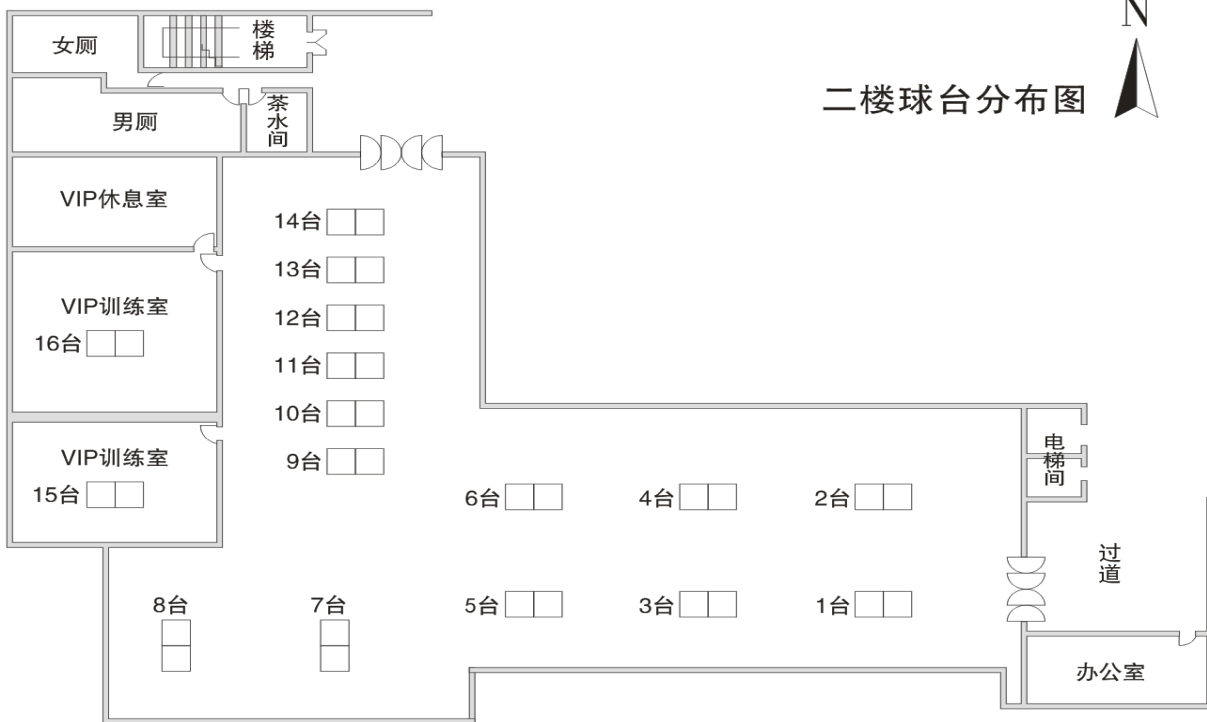 N
二楼球台分布图
女厕
楼梯
男厕
茶水间
VIP休息室
14台
13台
VIP训练室
12台
16台
11台
10台
电梯间
VIP训练室
9台
15台
6台
4台
2台
过道
8台
7台
5台
3台
1台
办公室